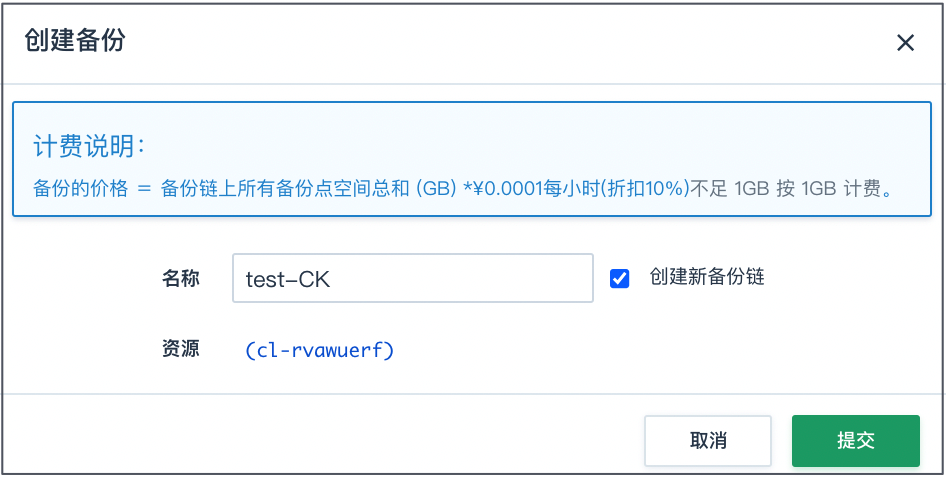 创建备份
计费说明：
备份的价格 = 备份链上所有备份点空间总和 (GB) *¥0.0001每小时(折扣10%)不足 1GB 按 1GB 计费。
名称 test-CK 创建新备份链
资源 (cl-rvawuerf)
取消 提交